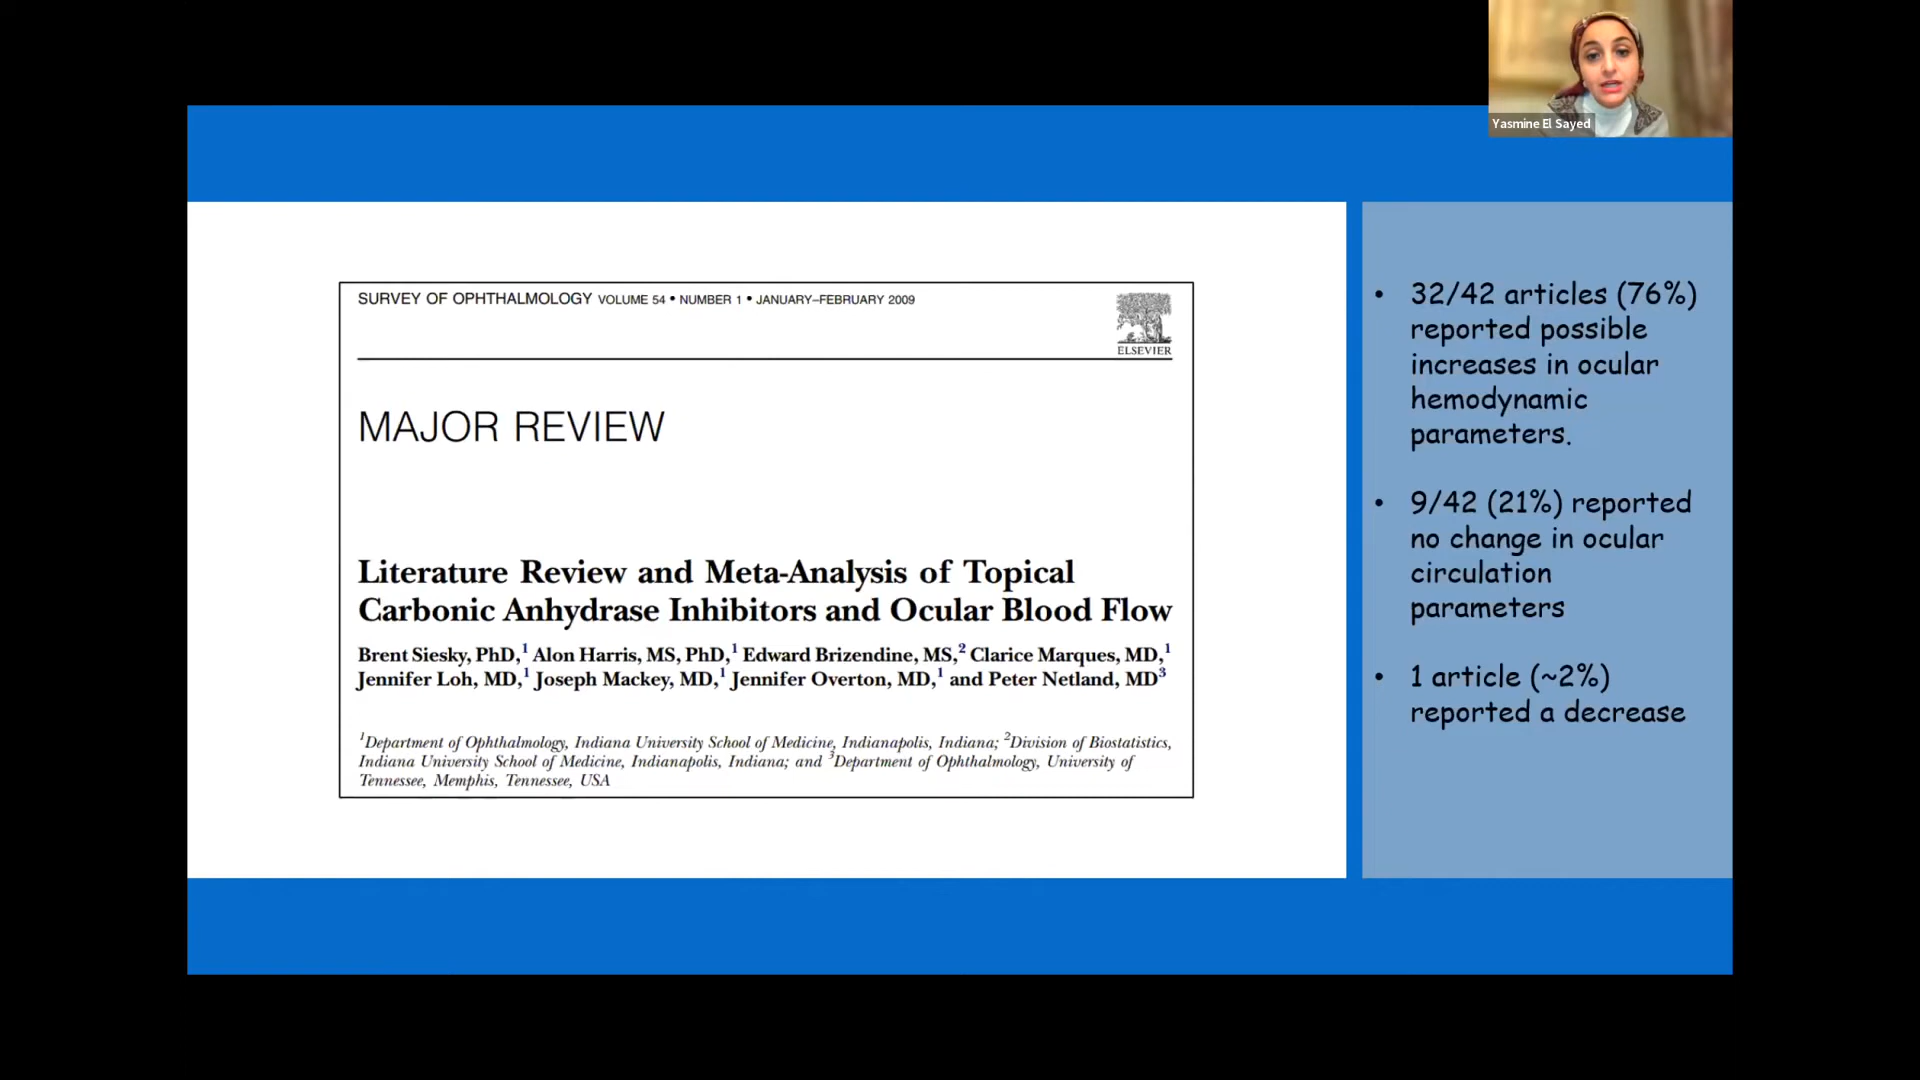 Yasmine El Sayed
SURVEY OF OPHTHALMOLOGY VOLUME 54 • NUMBER 1 • JANUARY–FEBRUARY 2009
ELSEVIER
MAJOR REVIEW
Literature Review and Meta-Analysis of Topical
Carbonic Anhydrase Inhibitors and Ocular Blood Flow
Brent Siesky, PhD,¹ Alon Harris, MS, PhD,¹ Edward Brizendine, MS,² Clarice Marques, MD,¹
Jennifer Loh, MD,¹ Joseph Mackey, MD,¹ Jennifer Overton, MD,¹ and Peter Netland, MD³
¹Department of Ophthalmology, Indiana University School of Medicine, Indianapolis, Indiana; ²Division of Biostatistics,
Indiana University School of Medicine, Indianapolis, Indiana; and ³Department of Ophthalmology, University of
Tennessee, Memphis, Tennessee, USA
• 32/42 articles (76%)
reported possible
increases in ocular
hemodynamic
parameters.
• 9/42 (21%) reported
no change in ocular
circulation
parameters
• 1 article (~2%)
reported a decrease